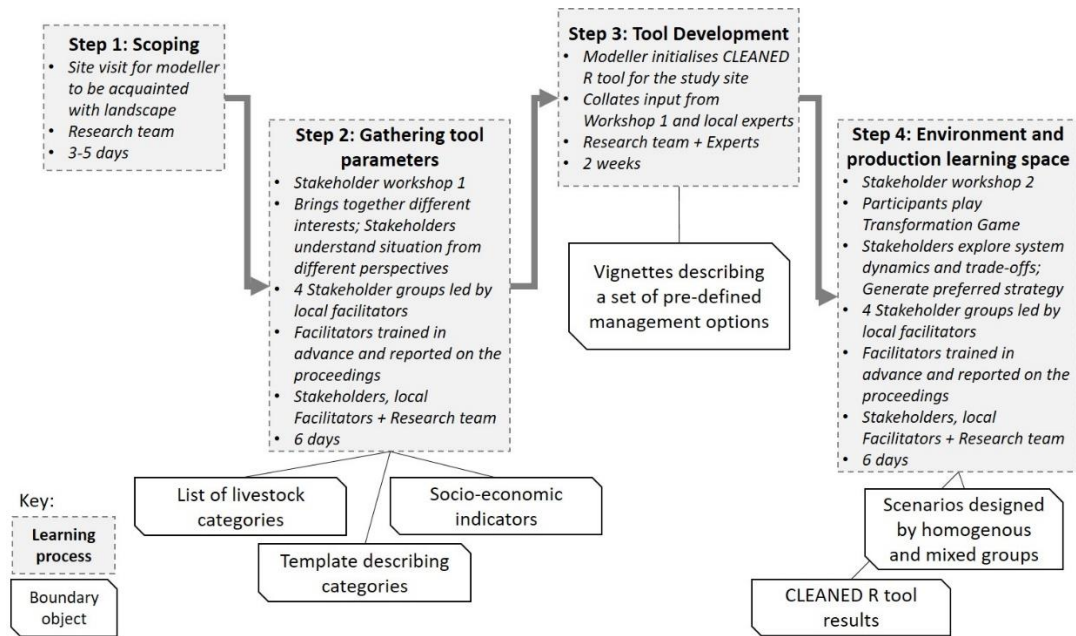 Step 1: Scoping
• Site visit for modeller
to be acquainted
with landscape
• Research team
• 3-5 days
Step 2: Gathering tool
parameters
• Stakeholder workshop 1
• Brings together different
interests; Stakeholders
understand situation from
different perspectives
• 4 Stakeholder groups led by
local facilitators
• Facilitators trained in
advance and reported on the
proceedings
• Stakeholders, local
Facilitators + Research team
• 6 days
Step 3: Tool Development
• Modeller initialises CLEANED
R tool for the study site
• Collates input from
Workshop 1 and local experts
• Research team + Experts
• 2 weeks
Step 4: Environment and
production learning space
• Stakeholder workshop 2
• Participants play
Transformation Game
• Stakeholders explore system
dynamics and trade-offs;
Generate preferred strategy
• 4 Stakeholder groups led by
local facilitators
• Facilitators trained in
advance and reported on the
proceedings
• Stakeholders, local
Facilitators + Research team
• 6 days
Vignettes describing
a set of pre-defined
management options
List of livestock
categories
Socio-economic
indicators
Template describing
categories
Scenarios designed
by homogenous
and mixed groups
CLEANED R tool
results
Key:
Learning
process
Boundary
object